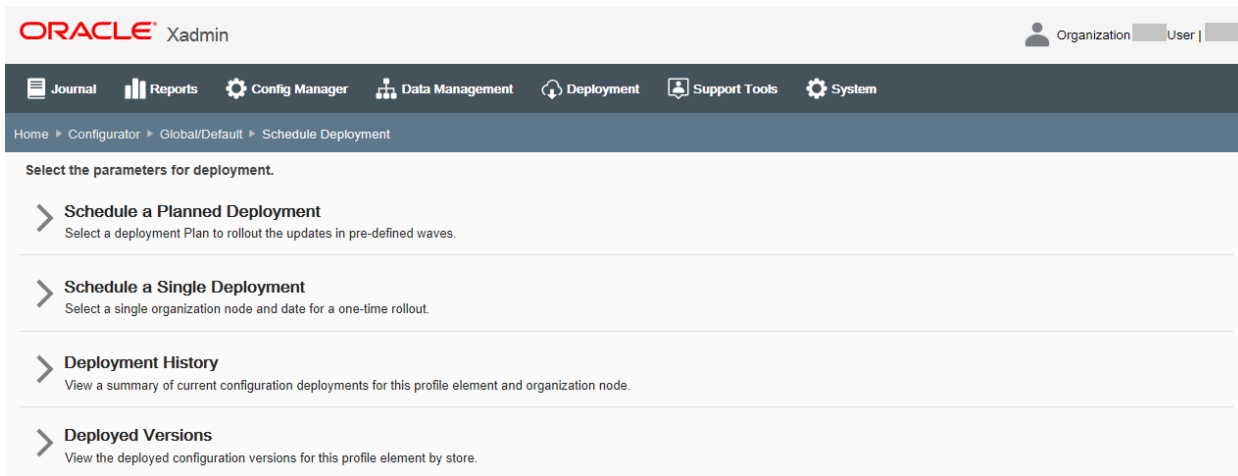 ORACLE Xadmin
Organization User |
Journal Reports Config Manager Data Management Deployment Support Tools System
Home Configurator Global/Default Schedule Deployment
Select the parameters for deployment.
Schedule a Planned Deployment
Select a deployment Plan to rollout the updates in pre-defined waves.
Schedule a Single Deployment
Select a single organization node and date for a one-time rollout.
Deployment History
View a summary of current configuration deployments for this profile element and organization node.
Deployed Versions
View the deployed configuration versions for this profile element by store.